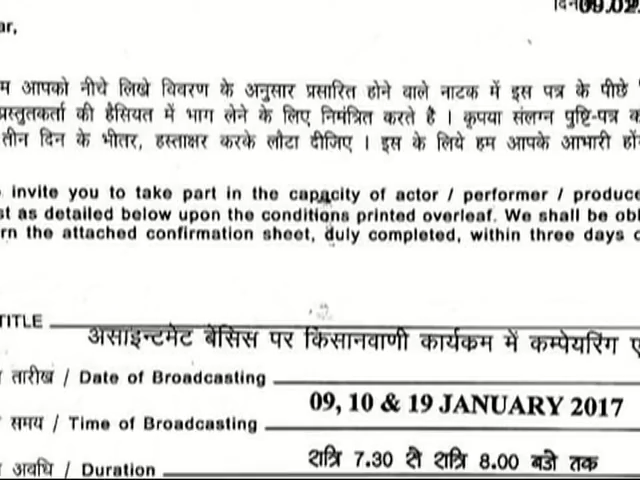 दिन 09.02
ar,
म आपको नीचे लिखे विवरण के अनुसार प्रसारित होने वाले नाटक में इस पत्र के पीछे
प्रस्तुतकर्ता की हैसियत में भाग लेने के लिए निमंत्रित करते है । कृपया संलग्न पुष्टि-पत्र क
तीन दिन के भीतर, हस्ताक्षर करके लौटा दीजिए । इस के लिये हम आपके आभारी हो
invite you to take part in the capacity of actor / performer / produce
st as detailed below upon the conditions printed overleaf. We shall be obl
rn the attached confirmation sheet, duly completed, within three days o
TITLE असाइन्टमेट बेसिस पर किसानवाणी कार्यकम में कम्पेयरिंग ए
तारीख / Date of Broadcasting 09, 10 & 19 JANUARY 2017
समय / Time of Broadcasting रात्रि 7.30 से रात्रि 8.00 बजे तक
अवधि / Duration